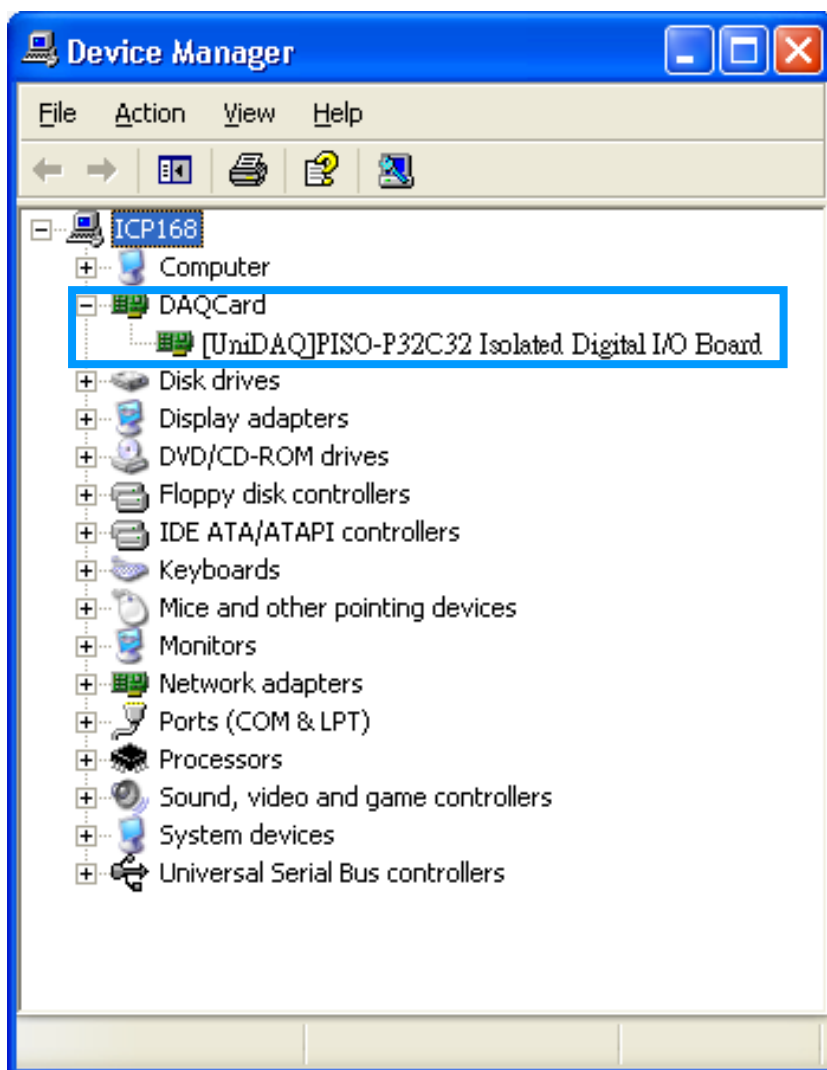 Device Manager
File Action View Help
ICP168
Computer
DAQCard
[UniDAQ]PISO-P32C32 Isolated Digital I/O Board
Disk drives
Display adapters
DVD/CD-ROM drives
Floppy disk controllers
IDE ATA/ATAPI controllers
Keyboards
Mice and other pointing devices
Monitors
Network adapters
Ports (COM & LPT)
Processors
Sound, video and game controllers
System devices
Universal Serial Bus controllers